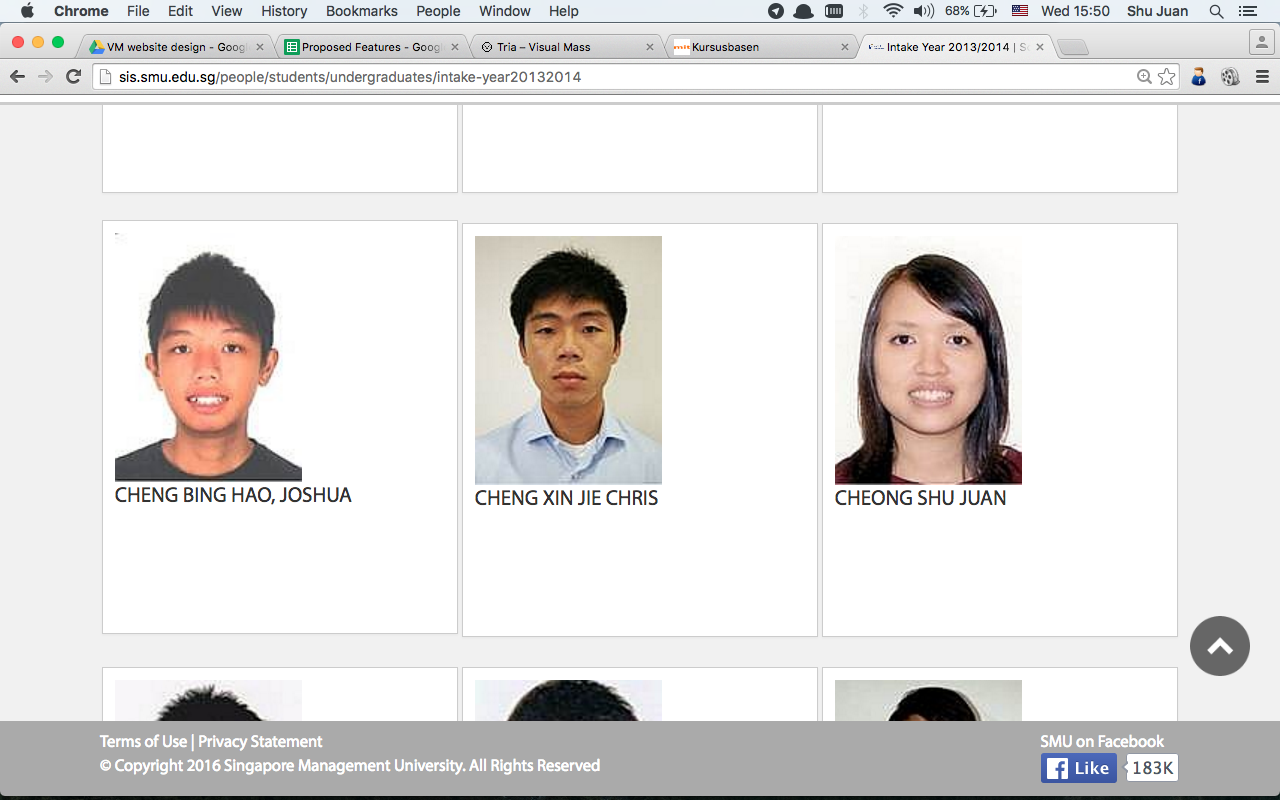 Chrome File Edit View History Bookmarks People Window Help 68% Wed 15:50 Shu Juan
VM website design - Goog
Proposed Features - Goog
Tria – Visual Mass
Kursusbasen
Intake Year 2013/2014 | S
sis.smu.edu.sg/people/students/undergraduates/intake-year20132014
CHENG BING HAO, JOSHUA
CHENG XIN JIE CHRIS
CHEONG SHU JUAN
Terms of Use | Privacy Statement
© Copyright 2016 Singapore Management University. All Rights Reserved
SMU on Facebook
Like 183K